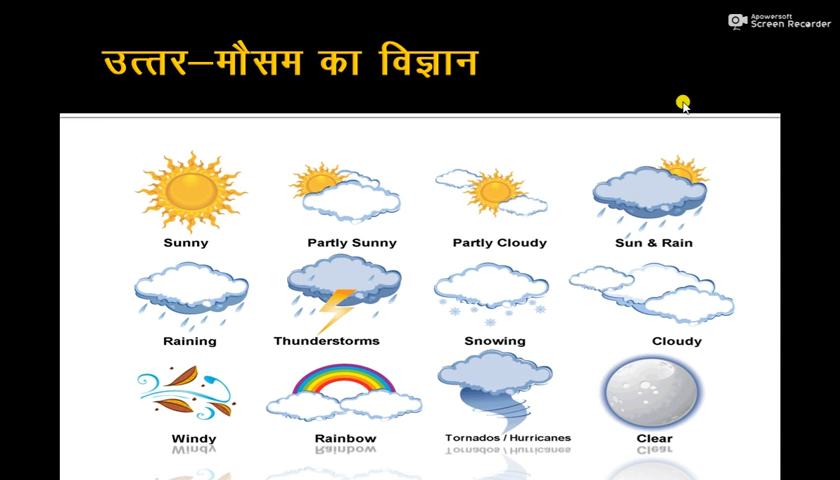 Apowersoft
Screen Recorder
उत्तर–मौसम का विज्ञान
Sunny Partly Sunny Partly Cloudy Sun & Rain
Raining Thunderstorms Snowing Cloudy
Windy Rainbow Tornados / Hurricanes Clear